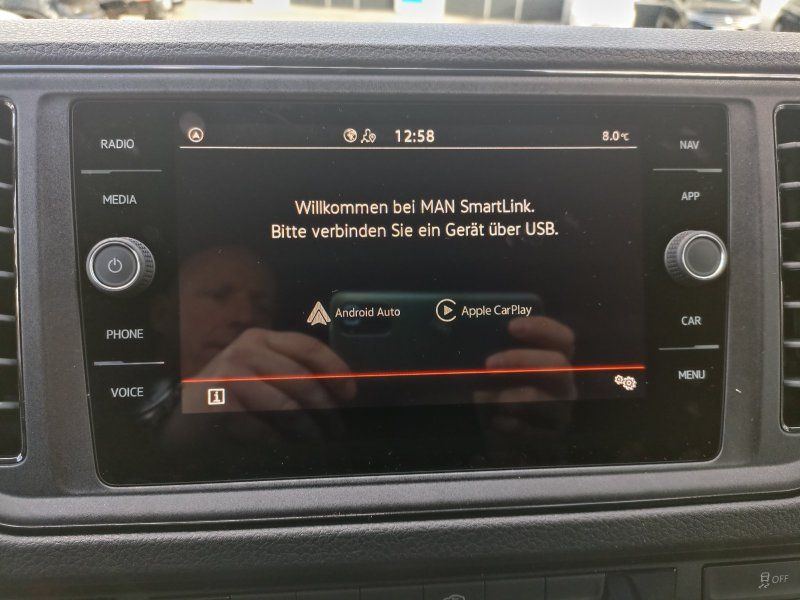 12:58
8.0°C
RADIO
NAV
MEDIA
APP
Willkommen bei MAN SmartLink.
Bitte verbinden Sie ein Gerät über USB.
Android Auto
Apple CarPlay
PHONE
CAR
VOICE
MENU
i
OFF